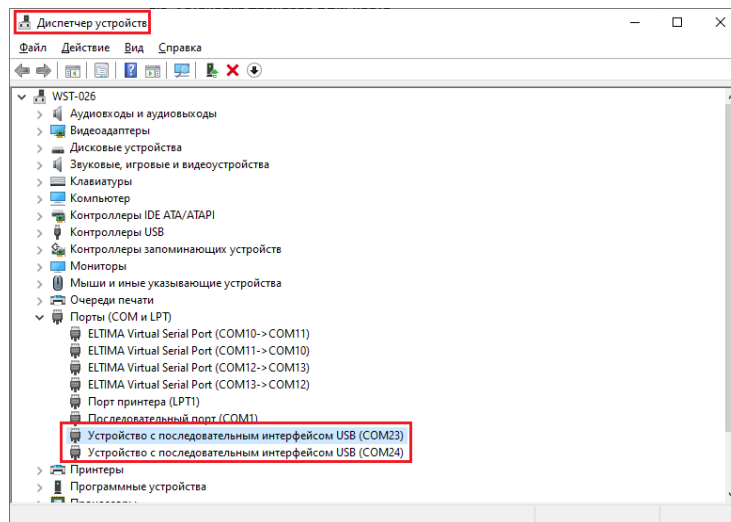 Диспетчер устройств
Файл Действие Вид Справка
WST-026
Аудиовходы и аудиовыходы
Видеоадаптеры
Дисковые устройства
Звуковые, игровые и видеоустройства
Клавиатуры
Компьютер
Контроллеры IDE ATA/ATAPI
Контроллеры USB
Контроллеры запоминающих устройств
Мониторы
Мыши и иные указывающие устройства
Очереди печати
Порты (COM и LPT)
ELTIMA Virtual Serial Port (COM10->COM11)
ELTIMA Virtual Serial Port (COM11->COM10)
ELTIMA Virtual Serial Port (COM12->COM13)
ELTIMA Virtual Serial Port (COM13->COM12)
Порт принтера (LPT1)
Последовательный порт (COM1)
Устройство с последовательным интерфейсом USB (COM23)
Устройство с последовательным интерфейсом USB (COM24)
Принтеры
Программные устройства